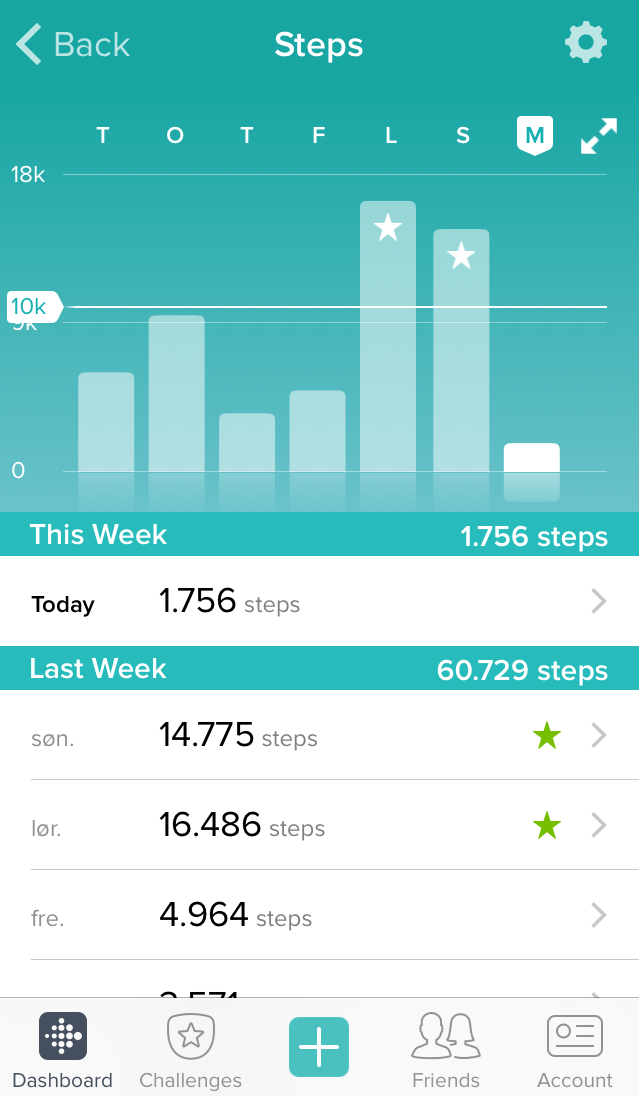 Back Steps
T O T F L S M
18k
10k
9k
0
This Week 1.756 steps
Today 1.756 steps
Last Week 60.729 steps
søn. 14.775 steps
lør. 16.486 steps
fre. 4.964 steps
Dashboard Challenges Friends Account